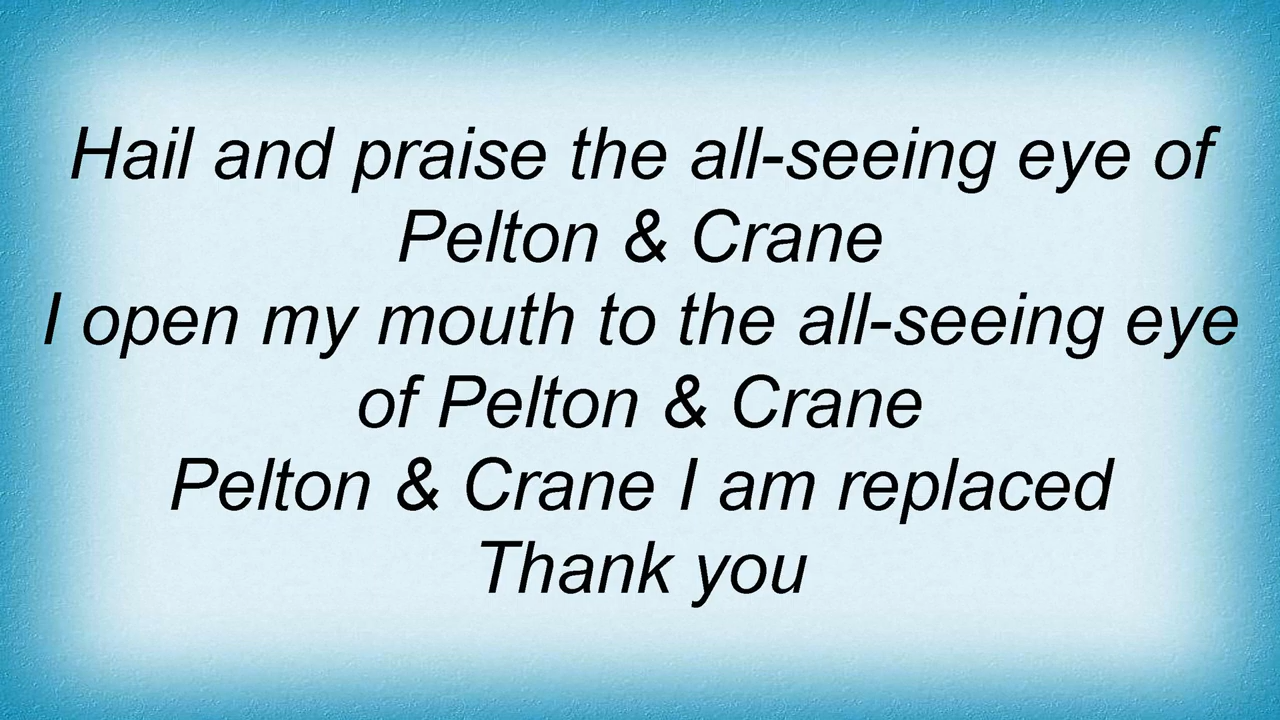 Hail and praise the all-seeing eye of
Pelton & Crane
I open my mouth to the all-seeing eye
of Pelton & Crane
Pelton & Crane I am replaced
Thank you